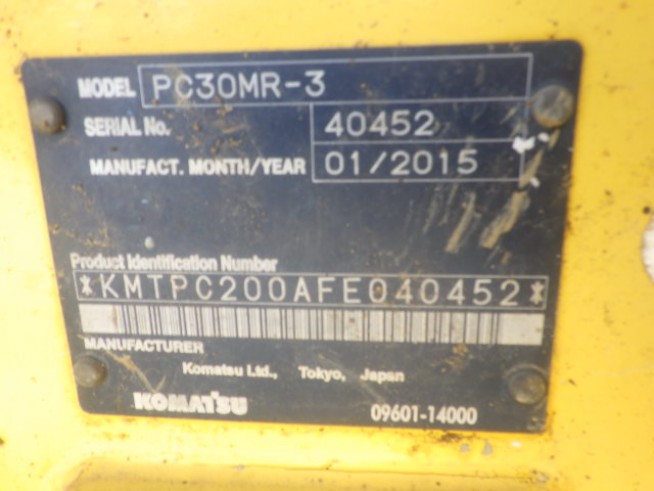 MODEL PC30MR-3
SERIAL No. 40452
MANUFACT. MONTH/YEAR 01/2015
Product Identification Number
*KMTPC200AFE040452*
MANUFACTURER
Komatsu Ltd., Tokyo, Japan
KOMATSU 09601-14000